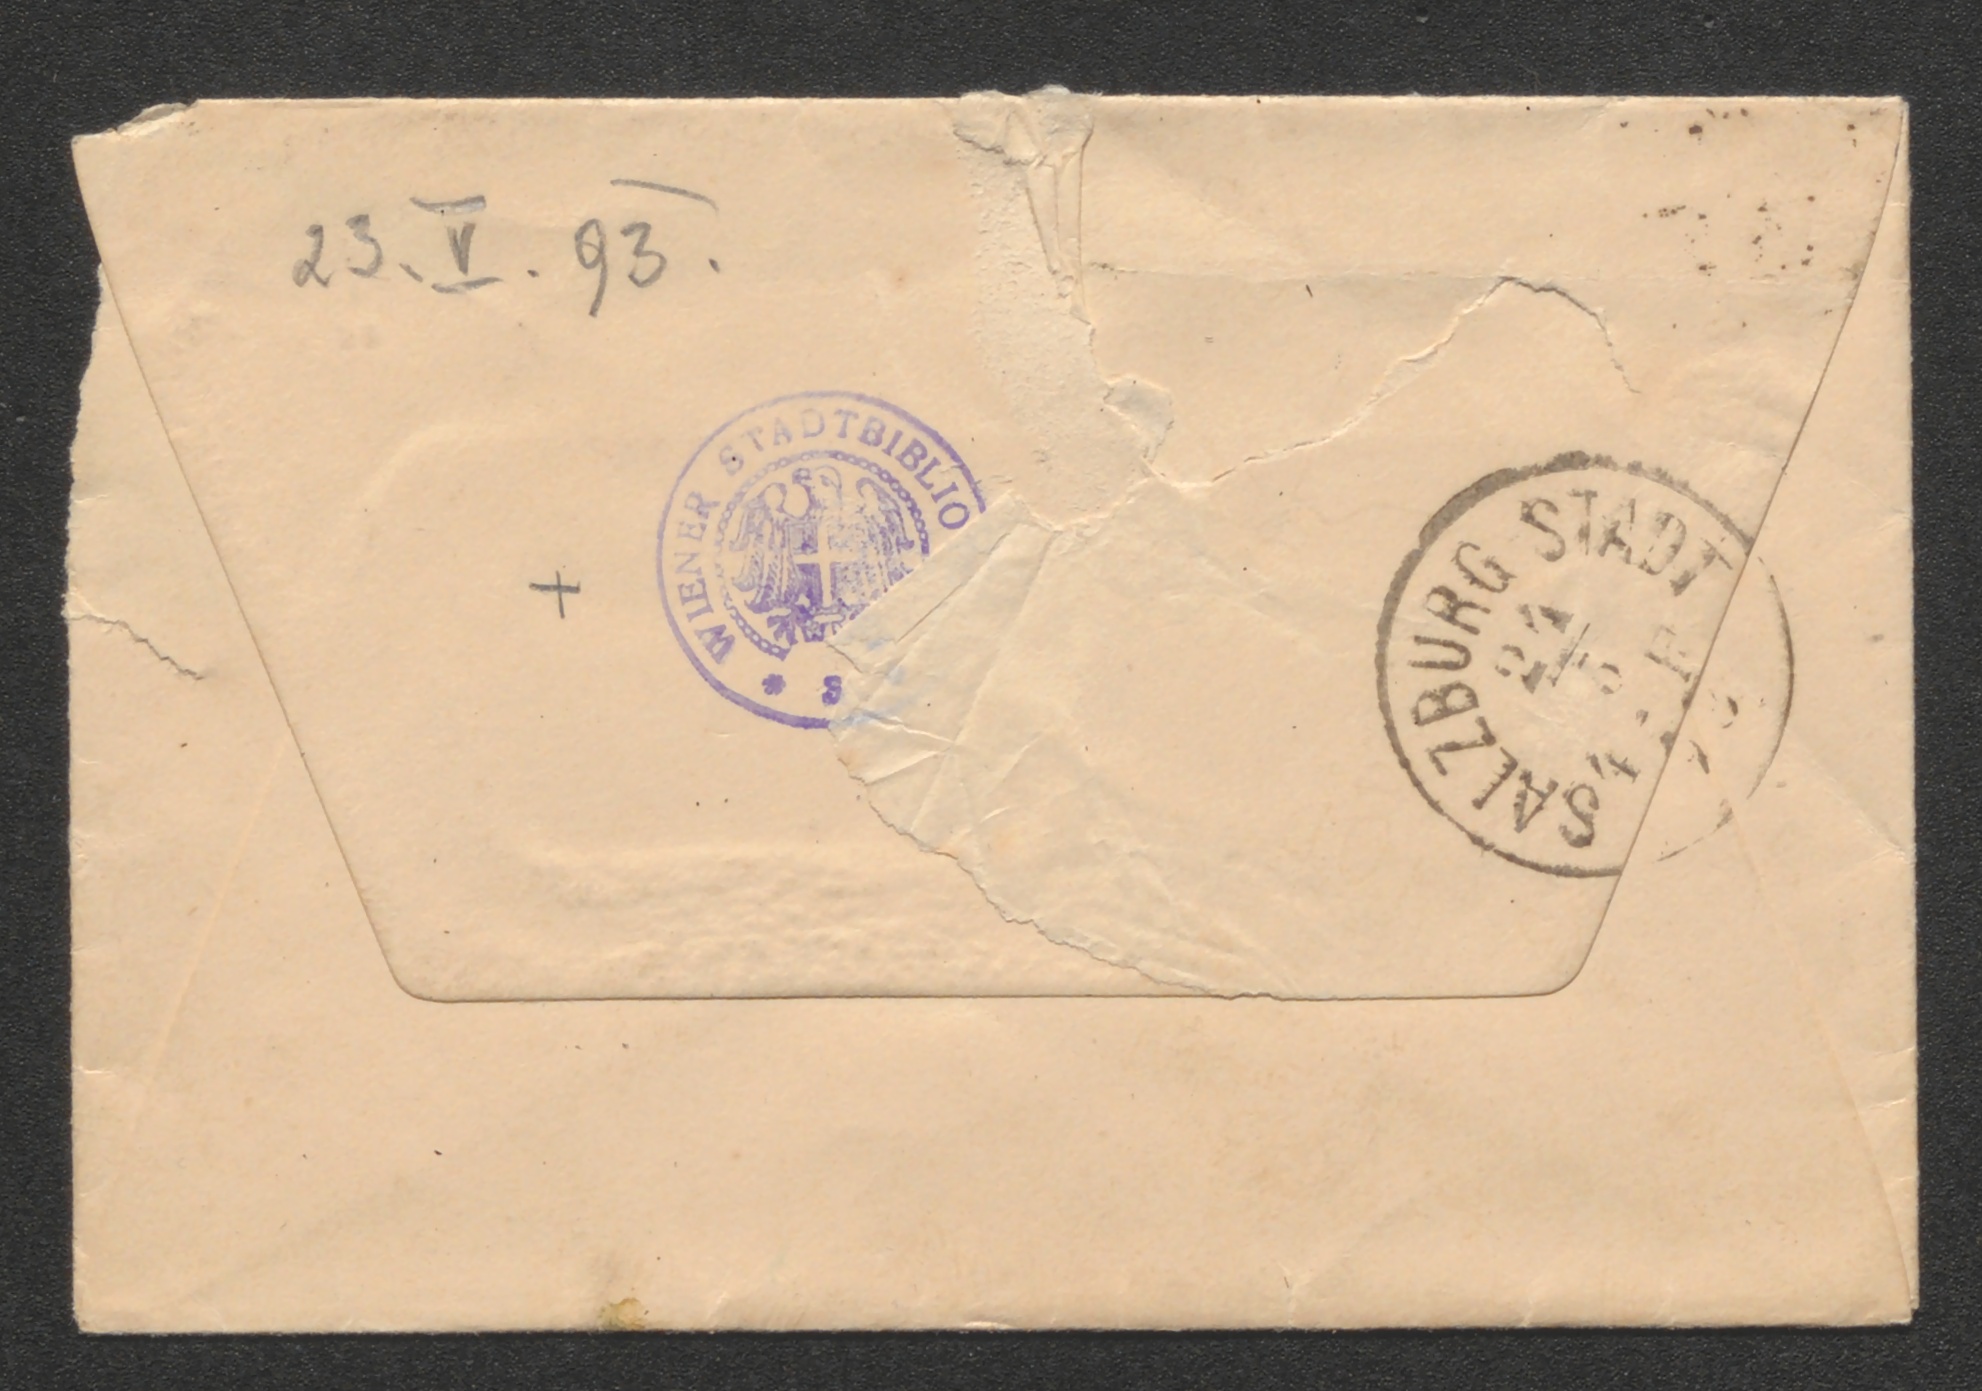 23. V. 93.
WIENER STADTBIBLIO
+
* S
SALZBURG STADT
24/5